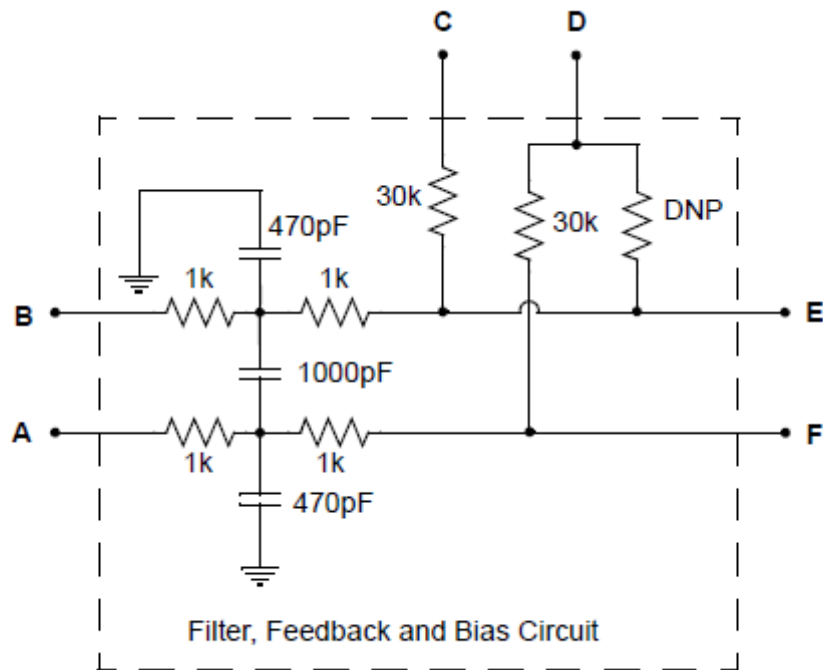 C D
30k 30k DNP
470pF
1k 1k
B E
1000pF
A F
1k 1k
470pF
Filter, Feedback and Bias Circuit